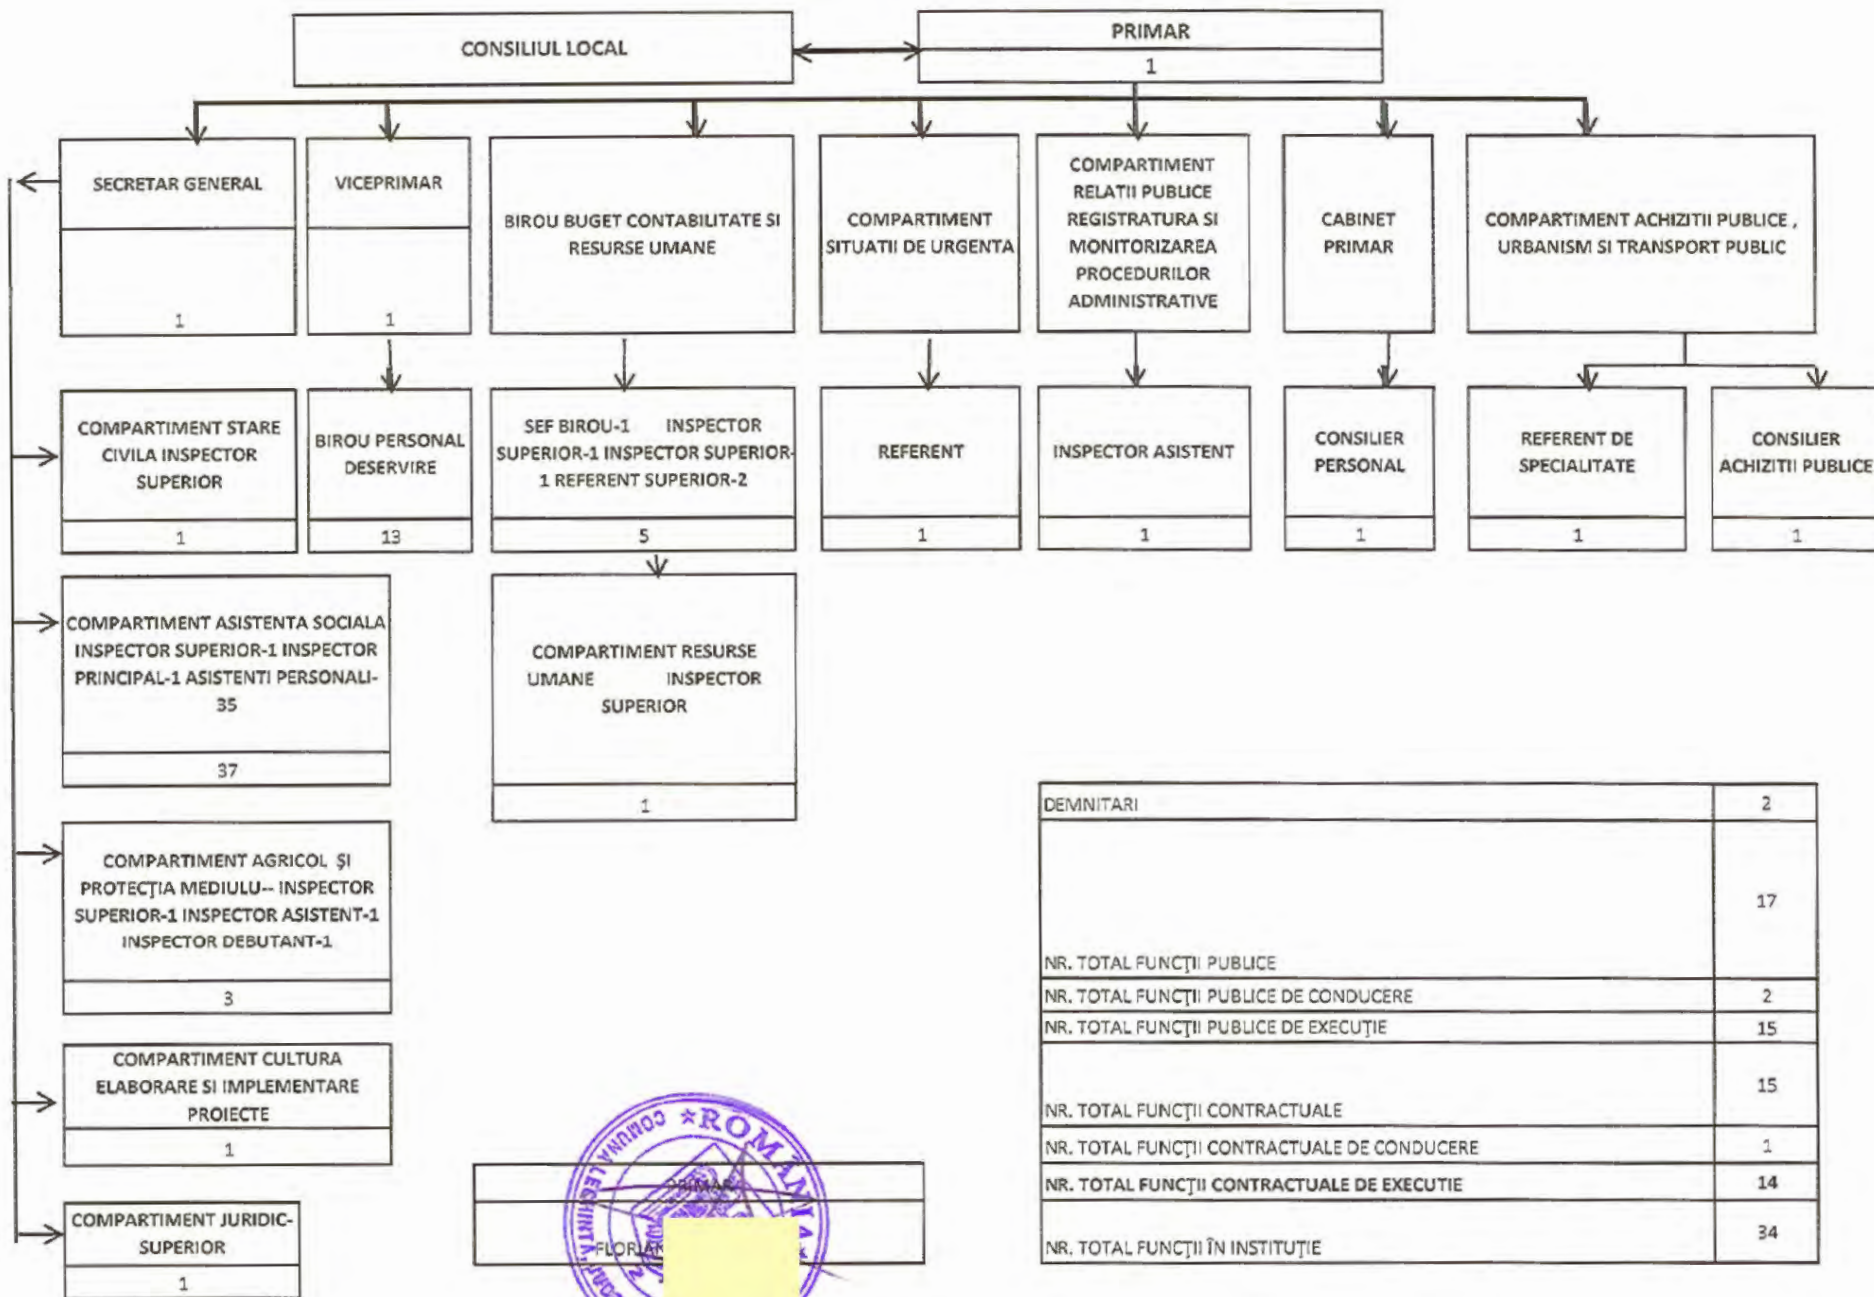 CONSILIUL LOCAL
PRIMAR
1
SECRETAR GENERAL
1
VICEPRIMAR
1
BIROU BUGET CONTABILITATE SI
RESURSE UMANE
COMPARTIMENT
SITUATII DE URGENTA
COMPARTIMENT
RELATII PUBLICE
REGISTRATURA SI
MONITORIZAREA
PROCEDURILOR
ADMINISTRATIVE
CABINET
PRIMAR
COMPARTIMENT ACHIZITII PUBLICE ,
URBANISM SI TRANSPORT PUBLIC
COMPARTIMENT STARE
CIVILA INSPECTOR
SUPERIOR
1
BIROU PERSONAL
DESERVIRE
13
SEF BIROU-1 INSPECTOR
SUPERIOR-1 INSPECTOR SUPERIOR-
1 REFERENT SUPERIOR-2
5
REFERENT
1
INSPECTOR ASISTENT
1
CONSILIER
PERSONAL
1
REFERENT DE
SPECIALITATE
1
CONSILIER
ACHIZITII PUBLICE
1
COMPARTIMENT ASISTENTA SOCIALA
INSPECTOR SUPERIOR-1 INSPECTOR
PRINCIPAL-1 ASISTENTI PERSONALI-
35
37
COMPARTIMENT RESURSE
UMANE INSPECTOR
SUPERIOR
1
COMPARTIMENT AGRICOL ŞI
PROTECŢIA MEDIULU-- INSPECTOR
SUPERIOR-1 INSPECTOR ASISTENT-1
INSPECTOR DEBUTANT-1
3
COMPARTIMENT CULTURA
ELABORARE SI IMPLEMENTARE
PROIECTE
1
COMPARTIMENT JURIDIC-
SUPERIOR
1
DEMNITARI 2
NR. TOTAL FUNCŢII PUBLICE 17
NR. TOTAL FUNCŢII PUBLICE DE CONDUCERE 2
NR. TOTAL FUNCŢII PUBLICE DE EXECUŢIE 15
NR. TOTAL FUNCŢII CONTRACTUALE 15
NR. TOTAL FUNCŢII CONTRACTUALE DE CONDUCERE 1
NR. TOTAL FUNCŢII CONTRACTUALE DE EXECUTIE 14
NR. TOTAL FUNCŢII ÎN INSTITUŢIE 34
PRIMAR
FLORIAN
ROMÂNIA
COMUNA LECHINTA